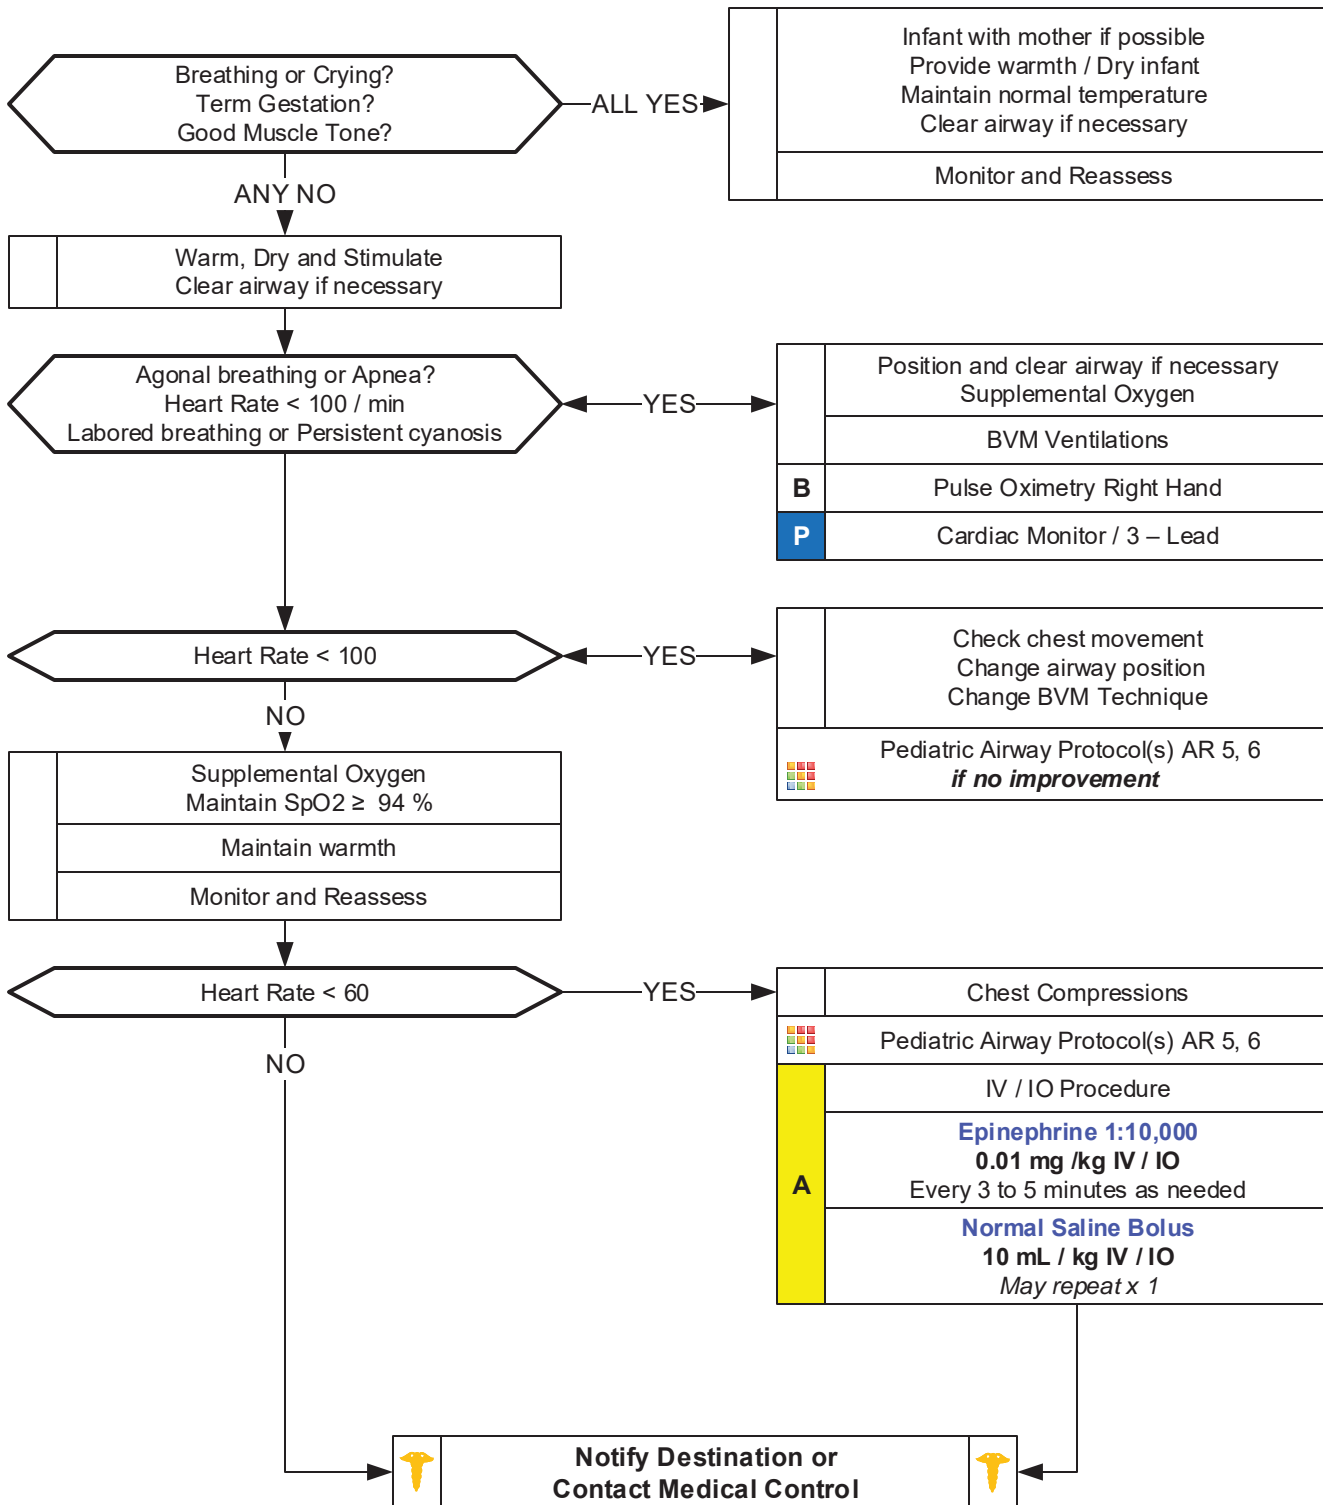 Breathing or Crying?
Term Gestation?
Good Muscle Tone?
ALL YES
Infant with mother if possible
Provide warmth / Dry infant
Maintain normal temperature
Clear airway if necessary
Monitor and Reassess
ANY NO
Warm, Dry and Stimulate
Clear airway if necessary
Agonal breathing or Apnea?
Heart Rate < 100 / min
Labored breathing or Persistent cyanosis
YES
Position and clear airway if necessary
Supplemental Oxygen
BVM Ventilations
B
Pulse Oximetry Right Hand
P
Cardiac Monitor / 3 – Lead
Heart Rate < 100
YES
Check chest movement
Change airway position
Change BVM Technique
Pediatric Airway Protocol(s) AR 5, 6
if no improvement
NO
Supplemental Oxygen
Maintain SpO2 ≥ 94 %
Maintain warmth
Monitor and Reassess
Heart Rate < 60
YES
Chest Compressions
Pediatric Airway Protocol(s) AR 5, 6
A
IV / IO Procedure
Epinephrine 1:10,000
0.01 mg /kg IV / IO
Every 3 to 5 minutes as needed
Normal Saline Bolus
10 mL / kg IV / IO
May repeat x 1
NO
Notify Destination or
Contact Medical Control